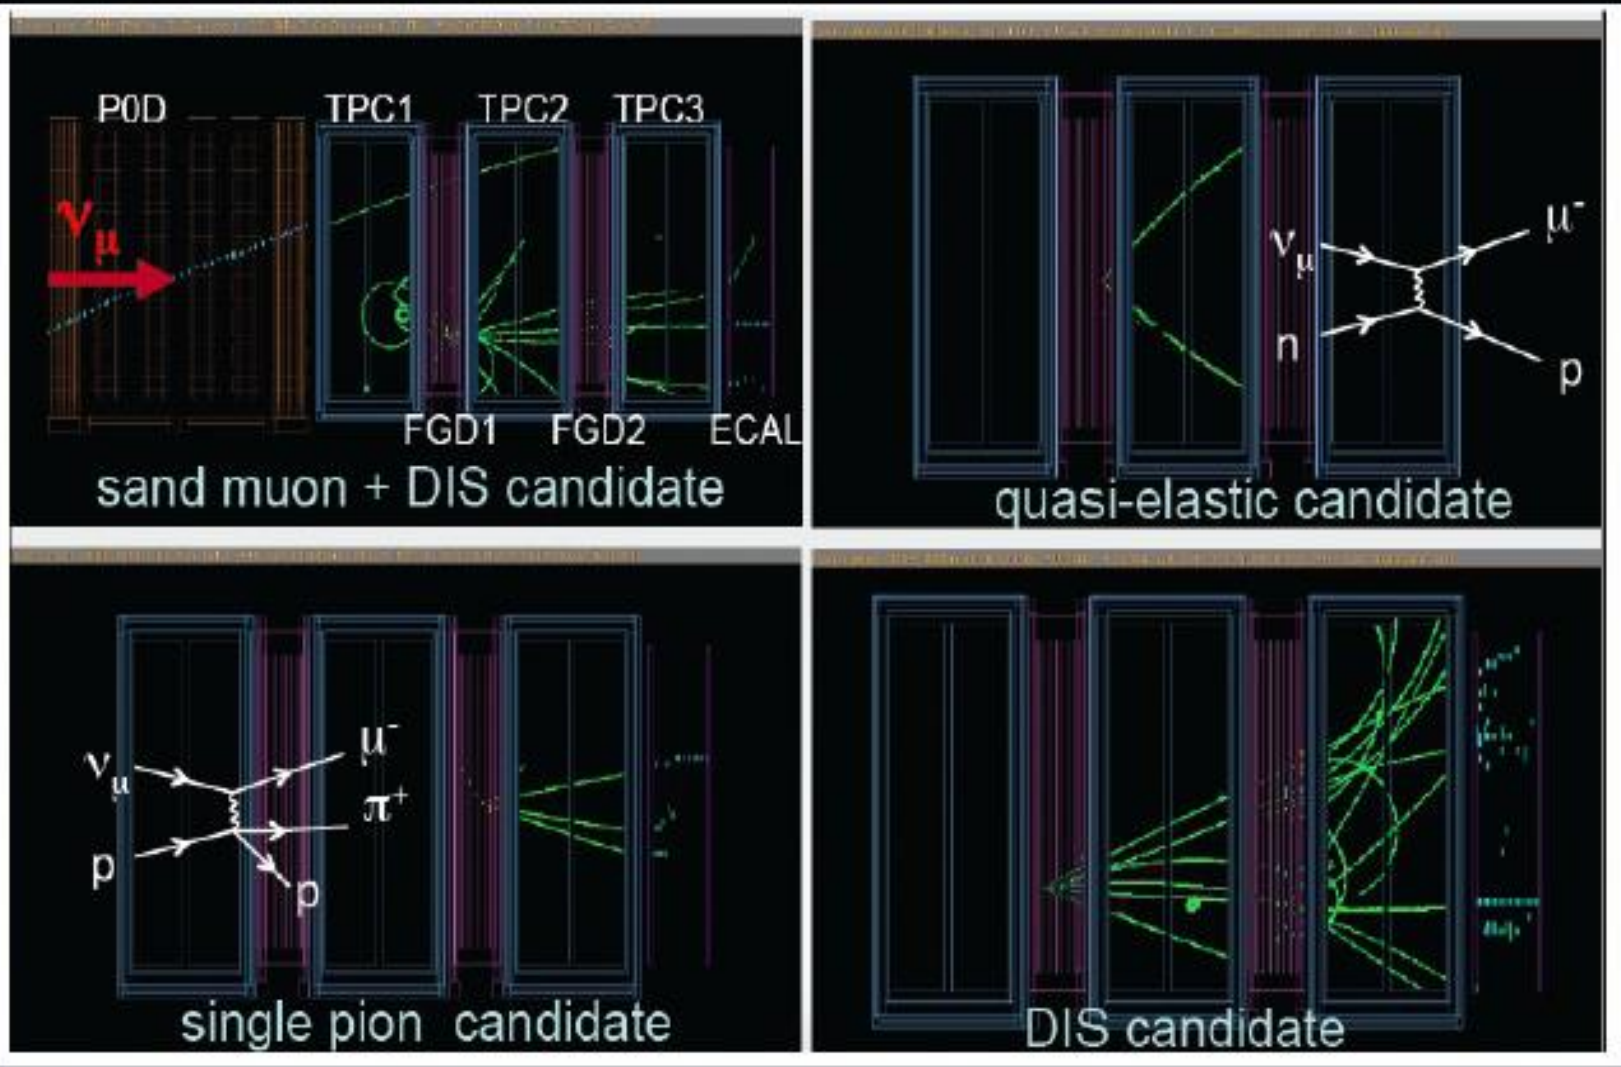 P0D TPC1 TPC2 TPC3
νμ
FGD1 FGD2 ECAL
sand muon + DIS candidate
νμ μ-
n p
quasi-elastic candidate
νμ μ-
π+
p p
single pion candidate
DIS candidate